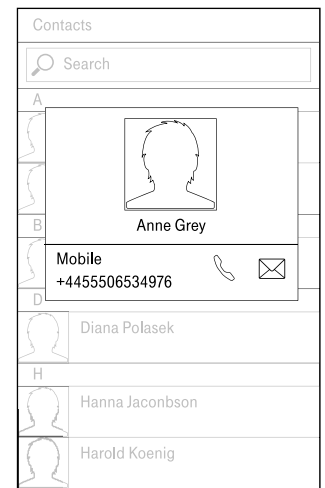 Contacts
Search
A
Anne Grey
Mobile
+4455506534976
B
D
Diana Polasek
H
Hanna Jaconbson
Harold Koenig